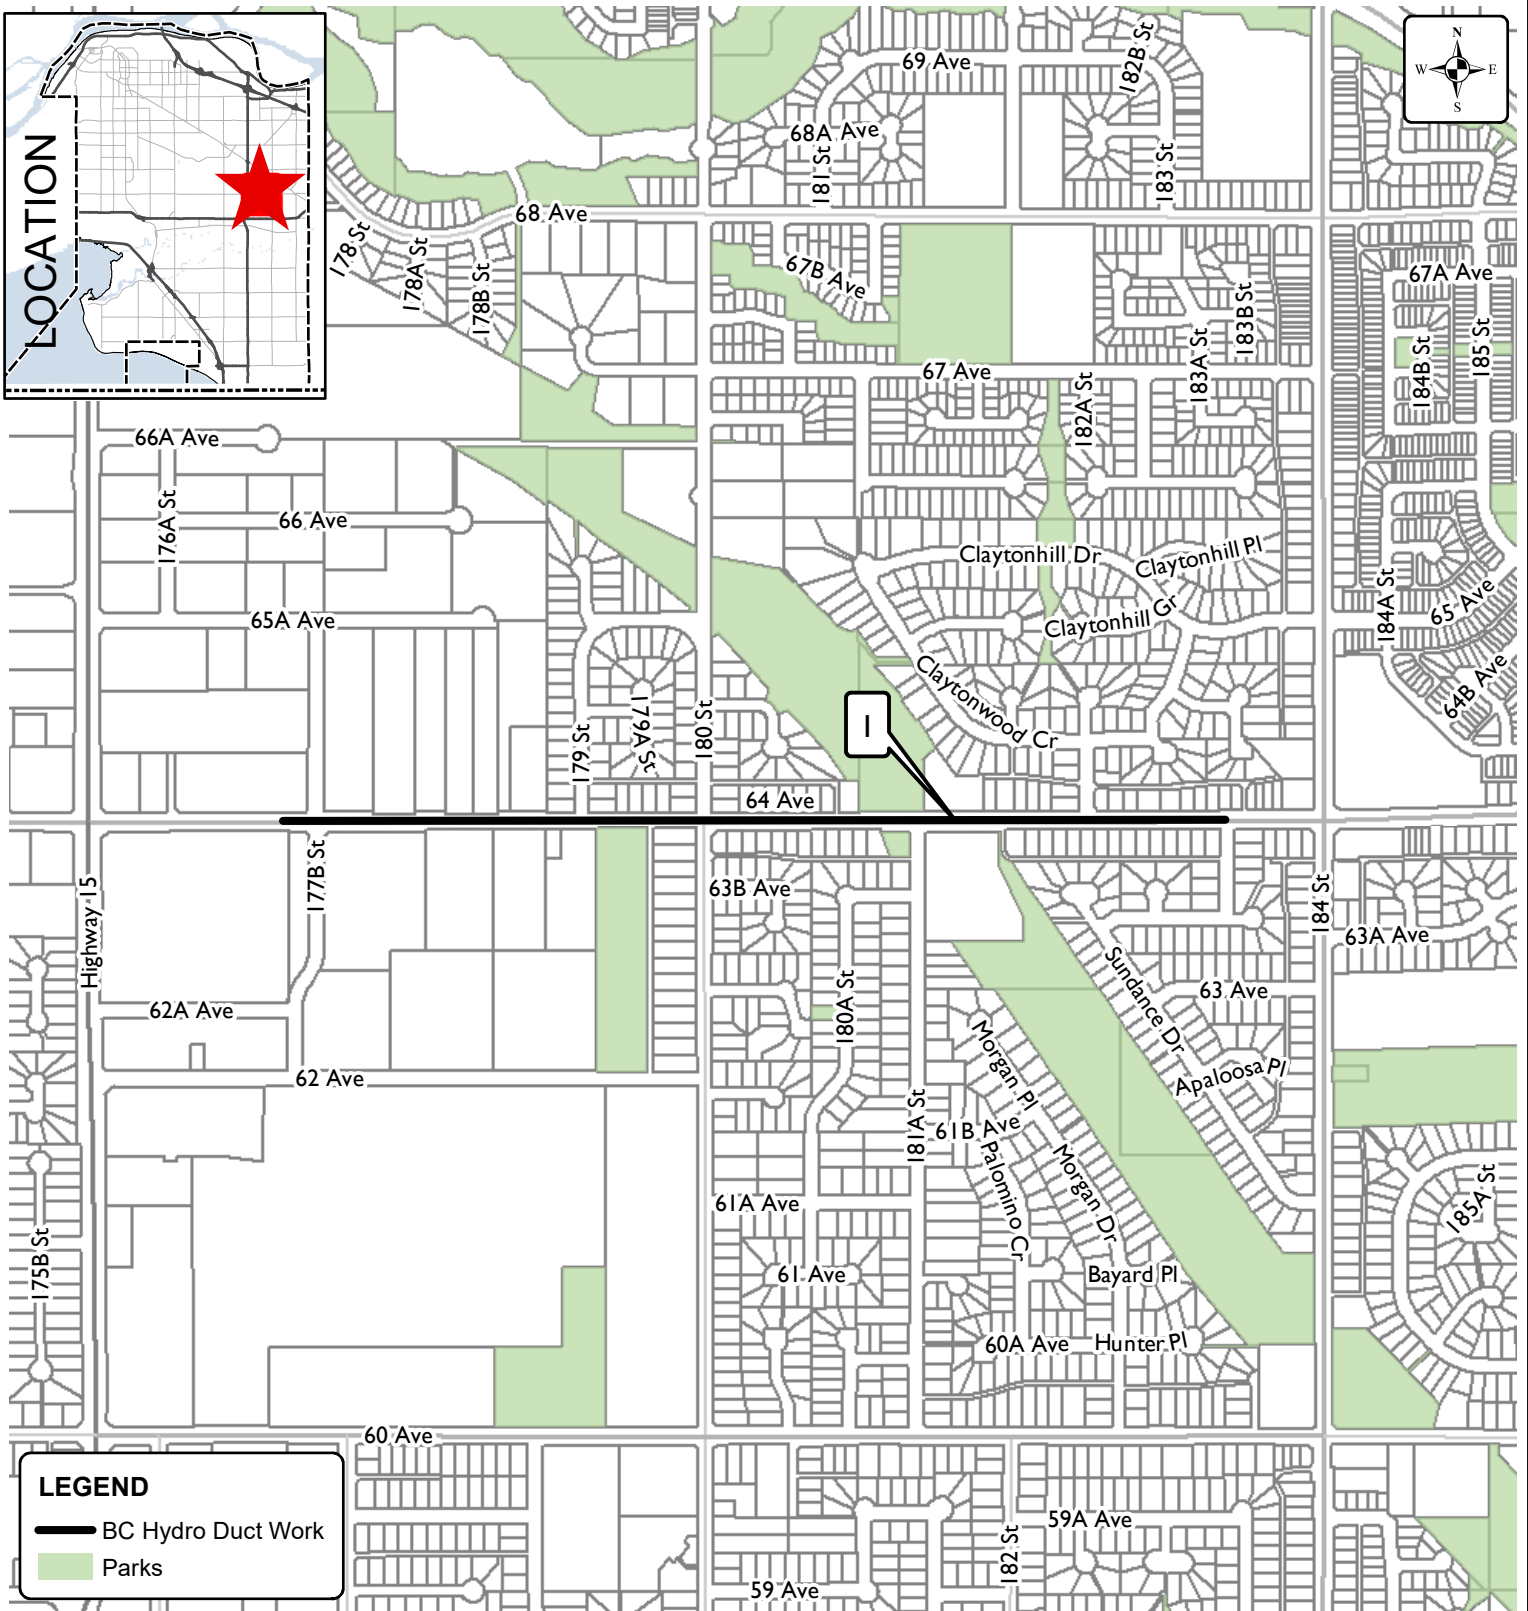 LOCATION
N
W E
S
69 Ave
182B St
68A Ave
181 St
183 St
68 Ave
178 St
178A St
178B St
67B Ave
67A Ave
183B St
183A St
184B St
185 St
67 Ave
182A St
66A Ave
176A St
66 Ave
Claytonhill Dr
Claytonhill Pl
Claytonhill Gr
184A St
65 Ave
65A Ave
64B Ave
Claytonwood Cr
179 St
179A St
180 St
1
64 Ave
177B St
Highway 15
63B Ave
184 St
63A Ave
Sundance Dr
63 Ave
62A Ave
180A St
Morgan Pl
Apaloosa Pl
62 Ave
181A St
61B Ave
Palomino Cr
Morgan Dr
185A St
61A Ave
175B St
61 Ave
Bayard Pl
60A Ave
Hunter Pl
60 Ave
LEGEND
BC Hydro Duct Work
Parks
59A Ave
182 St
59 Ave